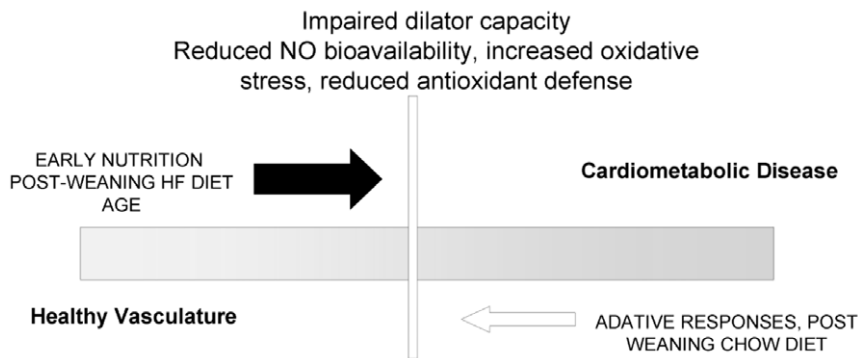 Impaired dilator capacity
Reduced NO bioavailability, increased oxidative
stress, reduced antioxidant defense
EARLY NUTRITION
POST-WEANING HF DIET
AGE
Cardiometabolic Disease
Healthy Vasculature
ADATIVE RESPONSES, POST
WEANING CHOW DIET